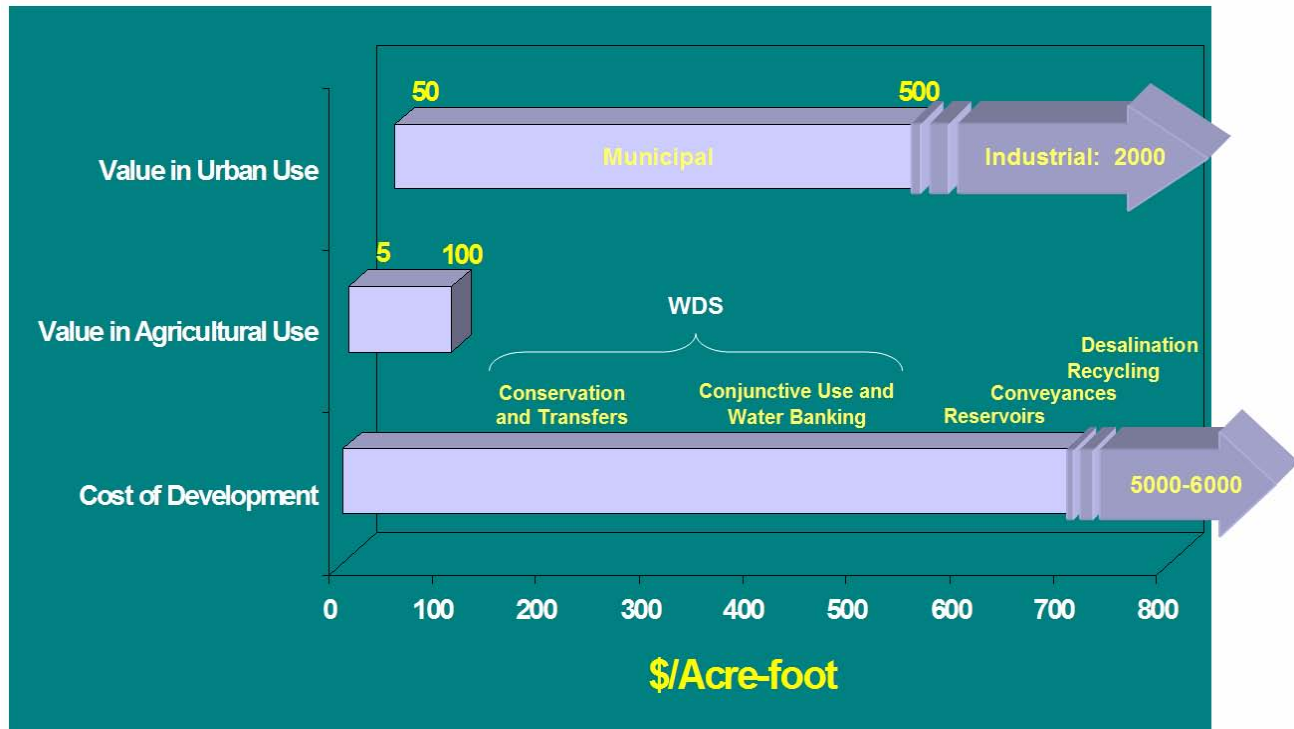 50
500
Value in Urban Use
Municipal
Industrial: 2000
5
100
Value in Agricultural Use
WDS
Desalination
Recycling
Conservation
and Transfers
Conjunctive Use and
Water Banking
Conveyances
Reservoirs
Cost of Development
5000-6000
0 100 200 300 400 500 600 700 800
$/Acre-foot